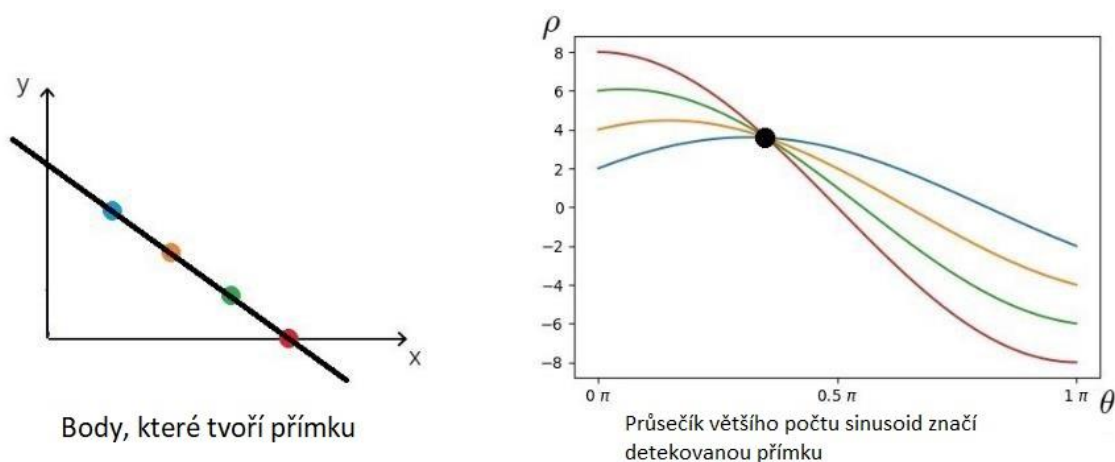 y
x
Body, které tvoří přímku
ρ
8
6
4
2
0
−2
−4
−6
−8
0 π
0.5 π
1 π
θ
Průsečík většího počtu sinusoid značí
detekovanou přímku